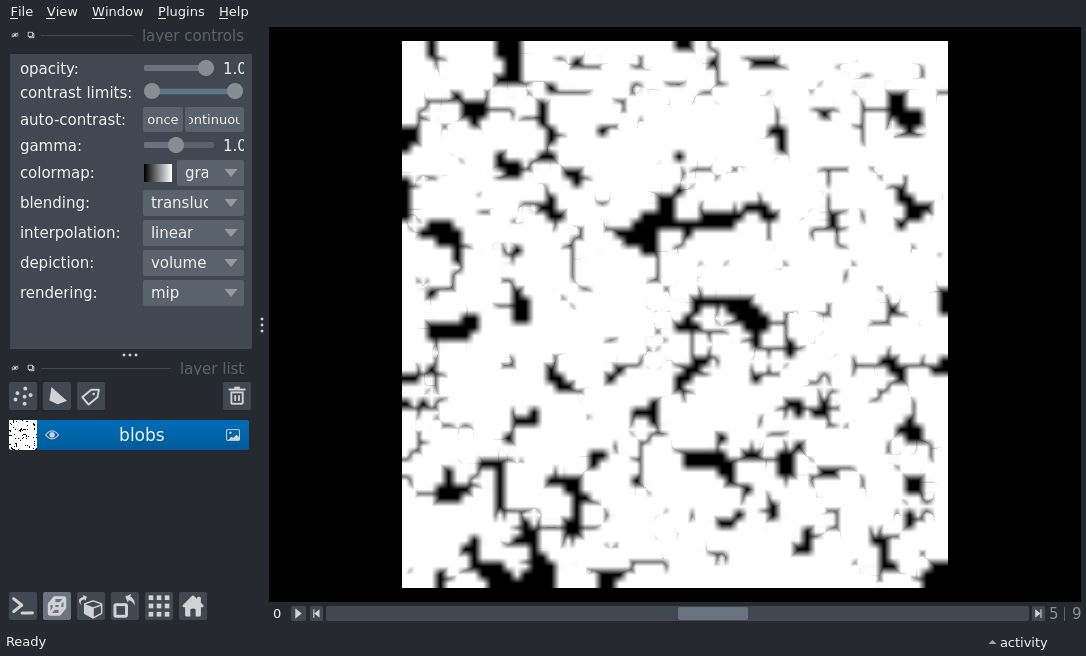 File View Window Plugins Help
layer controls
opacity: 1.0
contrast limits:
auto-contrast: once ontinuou
gamma: 1.0
colormap: gra
blending: transluc
interpolation: linear
depiction: volume
rendering: mip
layer list
blobs
0 5 | 9
Ready activity